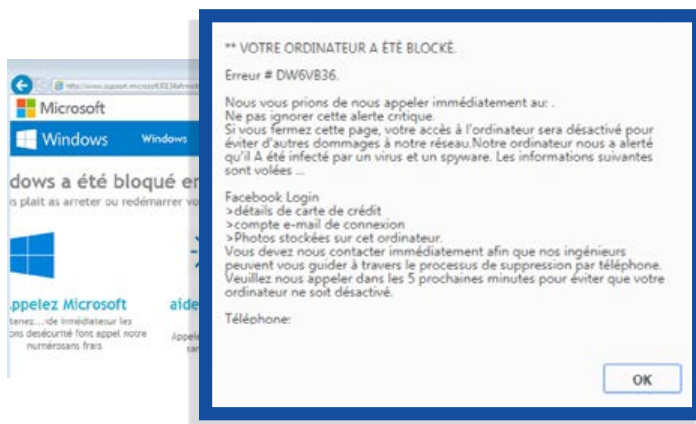 Microsoft
Windows Windows
dows a été bloqué er
s plait as arreter ou redémarrer vo
ppelez Microsoft aide
numérosans frais Appele
** VOTRE ORDINATEUR A ÉTÉ BLOCKÉ.
Erreur # DW6VB36.
Nous vous prions de nous appeler immédiatement au: .
Ne pas ignorer cette alerte critique.
Si vous fermez cette page, votre accès à l'ordinateur sera désactivé pour
éviter d'autres dommages à notre réseau.Notre ordinateur nous a alerté
qu'il A été infecté par un virus et un spyware. Les informations suivantes
sont volées ...
Facebook Login
>détails de carte de crédit
>compte e-mail de connexion
>Photos stockées sur cet ordinateur.
Vous devez nous contacter immédiatement afin que nos ingénieurs
peuvent vous guider à travers le processus de suppression par téléphone.
Veuillez nous appeler dans les 5 prochaines minutes pour éviter que votre
ordinateur ne soit désactivé.
Téléphone:
OK